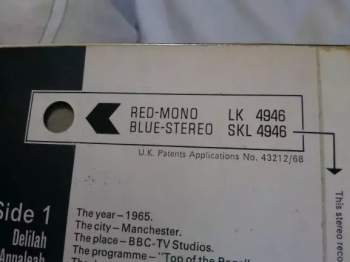 RED-MONO LK 4946
BLUE-STEREO SKL 4946
U.K. Patents Applications No. 43212/68
This stereo reco
Side 1
Delilah
Annaleah
The year – 1965.
The city – Manchester.
The place – BBC-TV Studios.
The programme – "Top of the